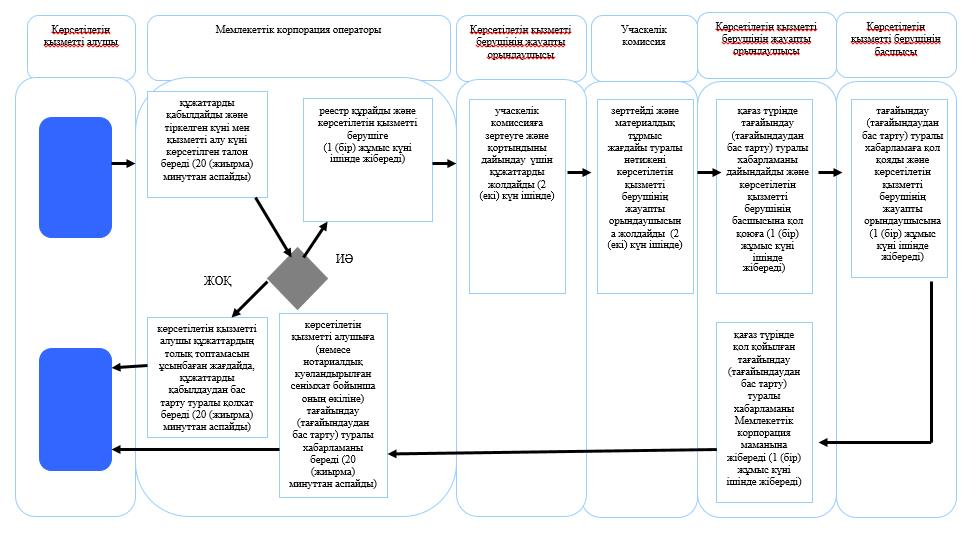 Көрсетілетін
қызметті алушы
Мемлекеттік корпорация операторы
Көрсетілетін қызметті
берушінің жауапты
орындаушысы
Учаскелік
комиссия
Көрсетілетін қызметті
берушінің жауапты
орындаушысы
Көрсетілетін
қызметті берушінің
басшысы
құжаттарды
қабылдайды және
тіркелген күні мен
қызметті алу күні
көрсетілген талон
береді (20 (жиырма)
минуттан аспайды)
реестр құрайды және
көрсетілетін қызметті
берушіге
(1 (бір) жұмыс күні
ішінде жібереді)
учаскелік
комиссияға
зертеуге және
қортындыны
дайындау үшін
құжаттарды
жолдайды (2
(екі) күн ішінде)
зерттейді және
материалдық
тұрмыс
жағдайы туралы
нәтижені
көрсетілетін
қызметті
берушінің
жауапты
орындаушысын
а жолдайды (2
(екі) күн ішінде)
қағаз түрінде
тағайындау
(тағайындаудан
бас тарту) туралы
хабарламаны
дайындайды және
көрсетілетін
қызметті
берушінің
басшысына қол
қоюға (1 (бір)
жұмыс күні
ішінде
жібереді)
тағайындау
(тағайындаудан
бас тарту) туралы
хабарламаға қол
қояды және
көрсетілетін
қызметті
берушінің
жауапты
орындаушысына
(1 (бір) жұмыс
күні ішінде
жібереді)
ИӘ
ЖОҚ
көрсетілетін қызметті
алушы құжаттардың
толық топтамасын
ұсынбаған жағдайда,
құжаттарды
қабылдаудан бас
тарту туралы қолхат
береді (20 (жиырма)
минуттан аспайды)
көрсетілетін
қызметті алушыға
(немесе
нотариалдық
куәландырылған
сенімхат бойынша
оның өкіліне)
тағайындау
(тағайындаудан
бас тарту) туралы
хабарламаны
береді (20
(жиырма)
минуттан аспайды)
қағаз түрінде
қол қойылған
тағайындау
(тағайындаудан
бас тарту)
туралы
хабарламаны
Мемлекеттік
корпорация
маманына
жібереді (1 (бір)
жұмыс күні
ішінде жібереді)